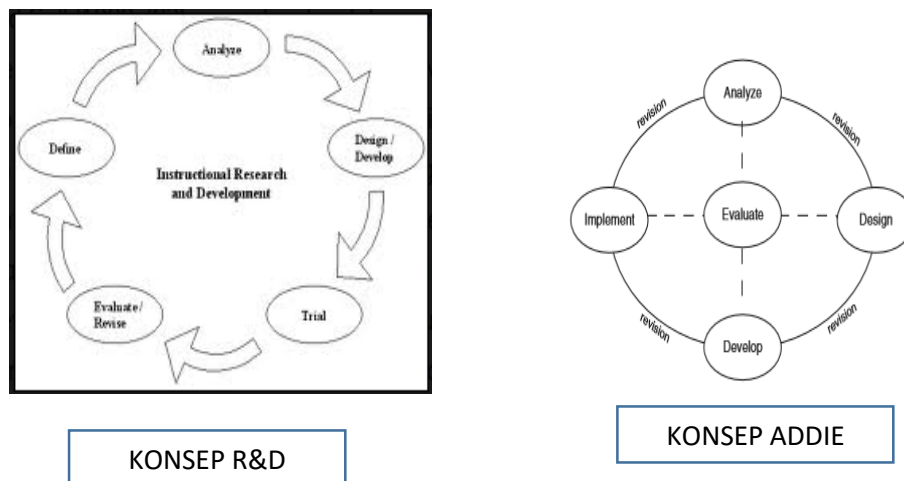 Analyze
Design /
Develop
Define
Instructional Research
and Development
Evaluate /
Revise
Trial
KONSEP R&D
Analyze
revision
revision
Implement
Evaluate
Design
revision
revision
Develop
KONSEP ADDIE